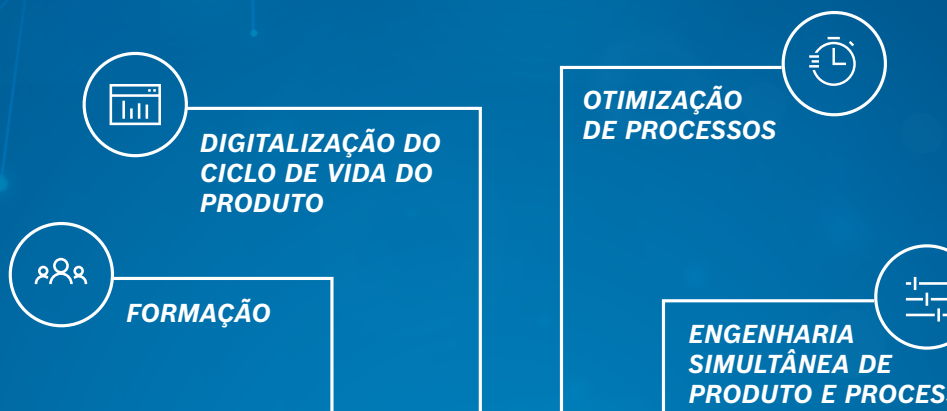 DIGITALIZAÇÃO DO
CICLO DE VIDA DO
PRODUTO
FORMAÇÃO
OTIMIZAÇÃO
DE PROCESSOS
ENGENHARIA
SIMULTÂNEA DE
PRODUTO E PROCES